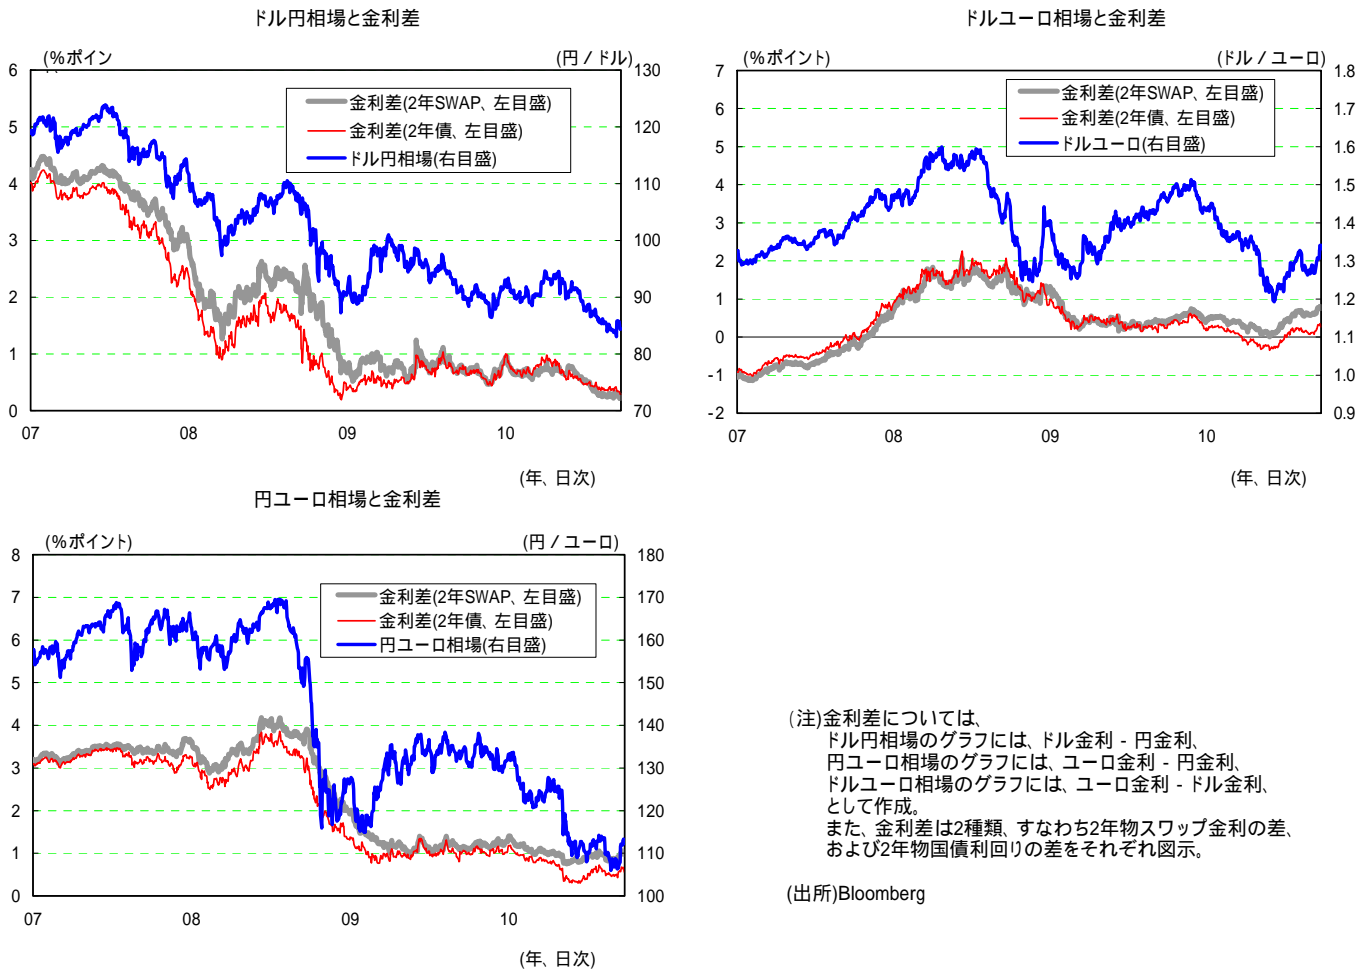 ドル円相場と金利差
(%ポイン
(円 / ドル)
金利差(2年SWAP、左目盛)
金利差(2年債、左目盛)
ドル円相場(右目盛)
6
5
4
3
2
1
0
130
120
110
100
90
80
70
07 08 09 10
(年、日次)
ドルユーロ相場と金利差
(%ポイント)
(ドル / ユーロ)
金利差(2年SWAP、左目盛)
金利差(2年債、左目盛)
ドルユーロ(右目盛)
7
6
5
4
3
2
1
0
-1
-2
1.8
1.7
1.6
1.5
1.4
1.3
1.2
1.1
1.0
0.9
07 08 09 10
(年、日次)
円ユーロ相場と金利差
(%ポイント)
(円 / ユーロ)
金利差(2年SWAP、左目盛)
金利差(2年債、左目盛)
円ユーロ相場(右目盛)
8
7
6
5
4
3
2
1
0
180
170
160
150
140
130
120
110
100
07 08 09 10
(年、日次)
(注)金利差については、
ドル円相場のグラフには、ドル金利 - 円金利、
円ユーロ相場のグラフには、ユーロ金利 - 円金利、
ドルユーロ相場のグラフには、ユーロ金利 - ドル金利、
として作成。
また、金利差は2種類、すなわち2年物スワップ金利の差、
および2年物国債利回りの差をそれぞれ図示。
(出所)Bloomberg